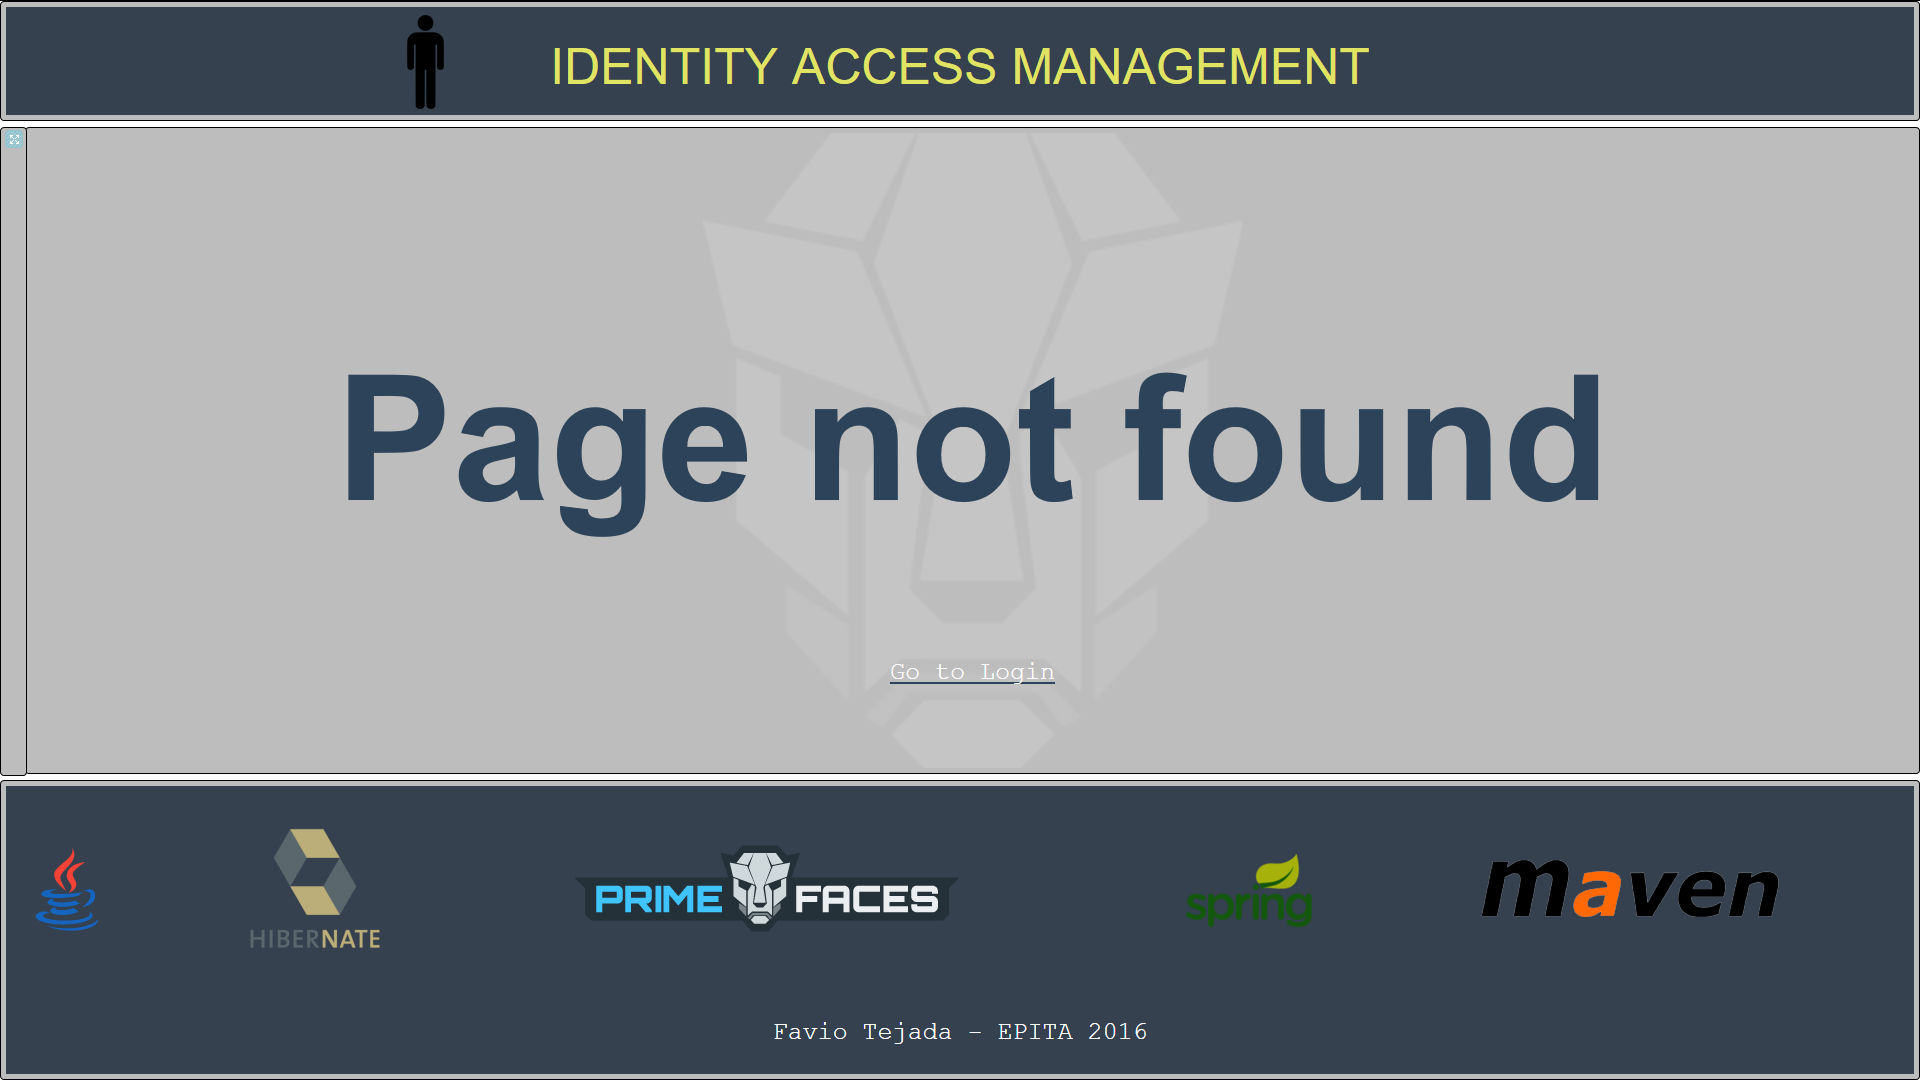 IDENTITY ACCESS MANAGEMENT
Page not found
Go to Login
HIBERNATE
PRIME FACES
spring
maven
Favio Tejada - EPITA 2016